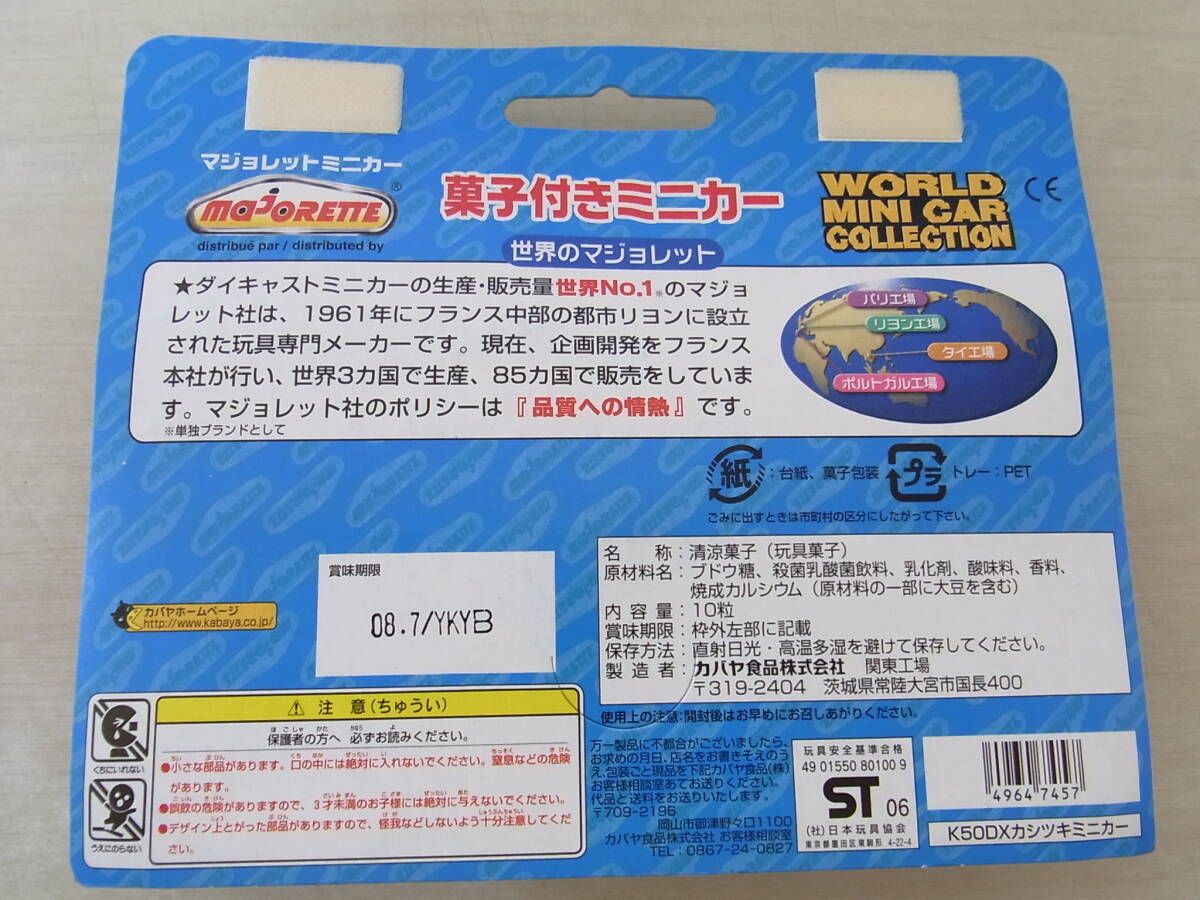 マジョレットミニカー
majORETTE®
distribué par / distributed by
菓子付きミニカー
世界のマジョレット
WORLD
MINI CAR
COLLECTION
CE
★ダイキャストミニカーの生産・販売量世界No.1※のマジョ
レット社は、1961年にフランス中部の都市リヨンに設立
された玩具専門メーカーです。現在、企画開発をフランス
本社が行い、世界3カ国で生産、85カ国で販売をしていま
す。マジョレット社のポリシーは『品質への情熱』です。
※単独ブランドとして
パリ工場
リヨン工場
タイ工場
ポルトガル工場
紙：台紙、菓子包装
プラ トレー：PET
ごみに出すときは市町村の区分にしたがって下さい。
賞味期限
08.7/YKYB
カバヤホームページ
http://www.kabaya.co.jp/
名　　称：清涼菓子（玩具菓子）
原材料名：ブドウ糖、殺菌乳酸菌飲料、乳化剤、酸味料、香料、
焼成カルシウム（原材料の一部に大豆を含む）
内 容 量：10粒
賞味期限：枠外左部に記載
保存方法：直射日光・高温多湿を避けて保存してください。
製 造 者：カバヤ食品株式会社　関東工場
〒319-2404　茨城県常陸大宮市国長400
使用上の注意：開封後はお早めにお召しあがりください。
くちにいれない
うえにのらない
⚠ 注 意（ちゅうい）
保護者の方へ 必ずお読みください。
●小さな部品があります。口の中には絶対に入れないでください。窒息などの危険
があります。
●誤飲の危険がありますので、3才未満のお子様には絶対に与えないでください。
●デザイン上とがった部品がありますので、怪我などしないよう十分注意してくだ
さい。
万一製品に不都合がございましたら、
お求めの月日、店名をお書きそえのう
え、包装ごと現品を下記カバヤ食品(株)
お客様相談室あてお送りください。
代品と送料をお送りいたします。
〒709-2196
岡山市御津野々口1100
カバヤ食品株式会社 お客様相談室
TEL：0867-24-0827
玩具安全基準合格
49 01550 80100 9
ST 06
(社)日本玩具協会
東京都墨田区東駒形 4-22-4
4964 7457
K50DXカシツキミニカー